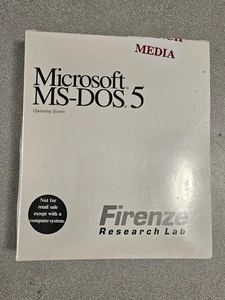 MEDIA
Microsoft®
MS-DOS® 5
Operating System
Not for
retail sale
except with a
computer system.
Firenze
Research Lab